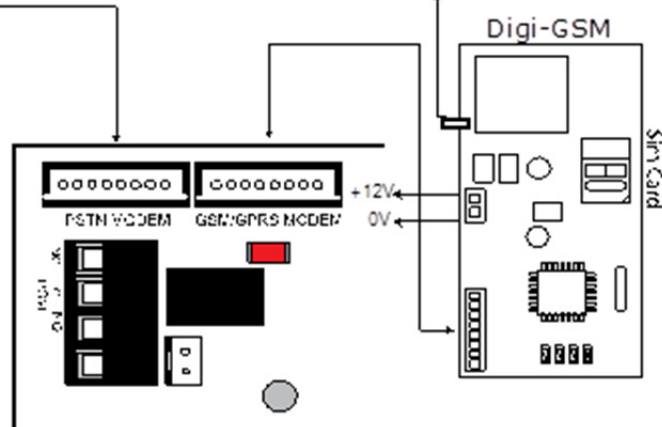 Digi-GSM
Sim Card
+12V
0V
PSTN MODEM
GSM/GPRS MODEM